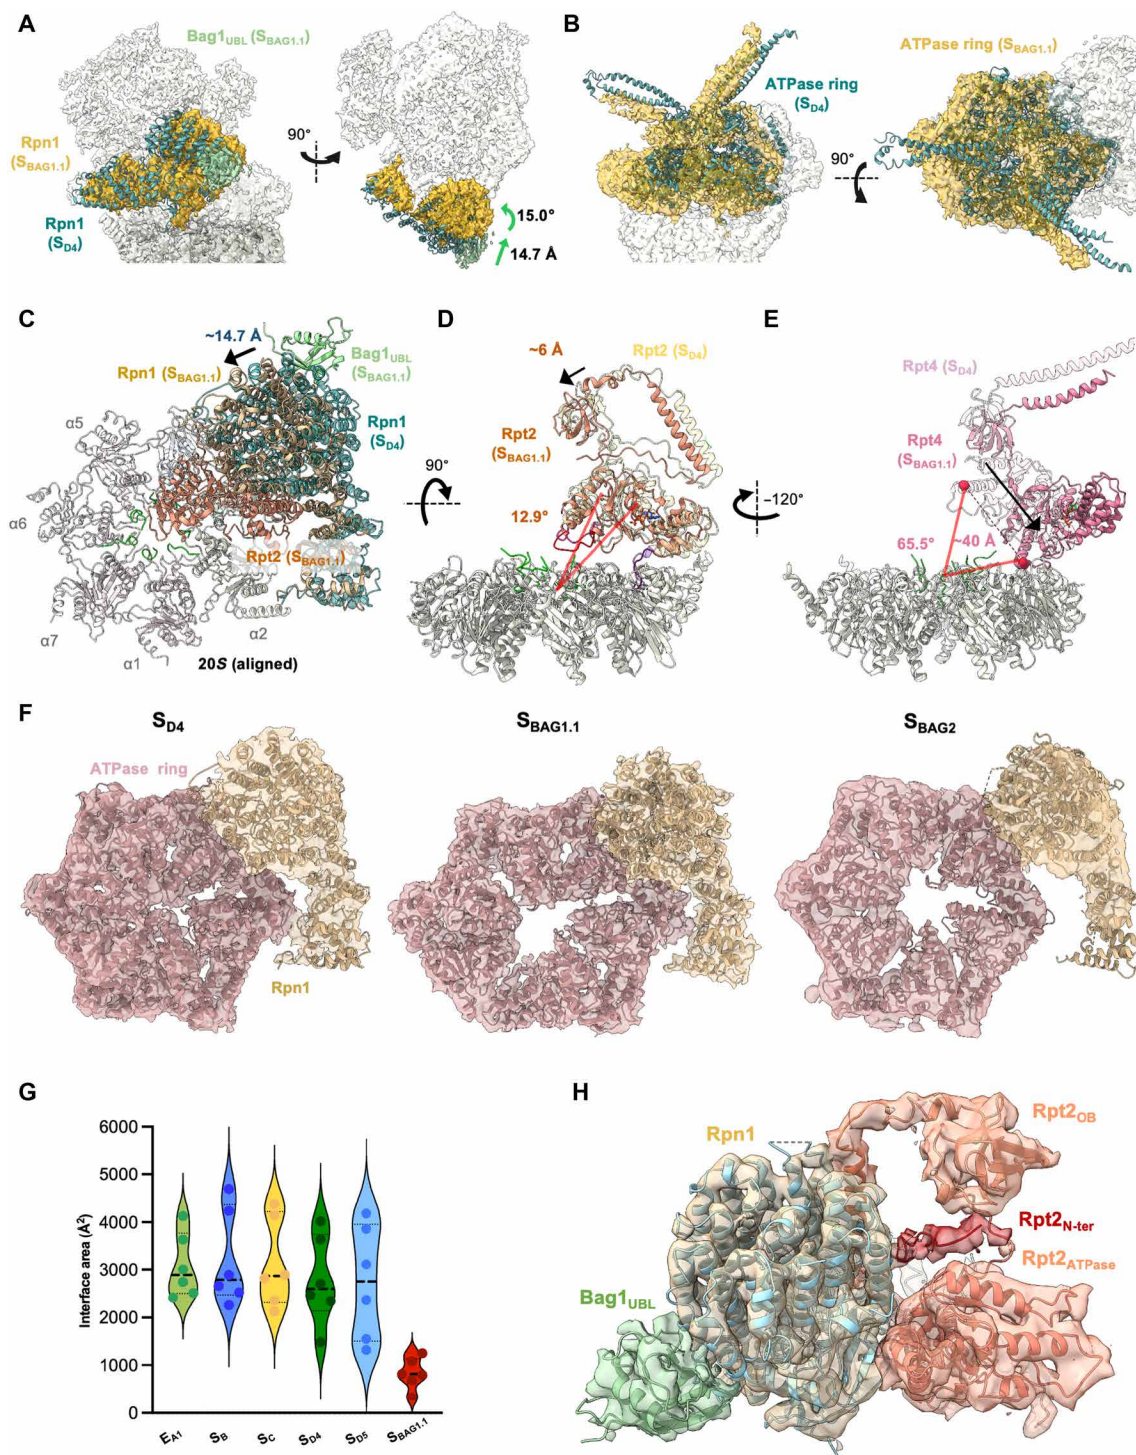 A
Bag1UBL (SBAG1.1)
Rpn1
(SBAG1.1)
Rpn1
(SD4)
90°
15.0°
14.7 Å
B
ATPase ring
(SD4)
ATPase ring (SBAG1.1)
90°
C
~14.7 Å
Rpn1 (SBAG1.1)
Bag1UBL
(SBAG1.1)
Rpn1
(SD4)
α5
α6
α7
α1
α2
Rpt2 (SBAG1.1)
20S (aligned)
90°
D
~6 Å
Rpt2 (SD4)
Rpt2
(SBAG1.1)
12.9°
−120°
E
Rpt4 (SD4)
Rpt4
(SBAG1.1)
65.5°
~40 Å
F
SD4
SBAG1.1
SBAG2
ATPase ring
Rpn1
G
Interface area (Å²)
6000
5000
4000
3000
2000
1000
0
EA1
SB
SC
SD4
SD5
SBAG1.1
H
Rpn1
Rpt2OB
Rpt2N-ter
Rpt2ATPase
Bag1UBL